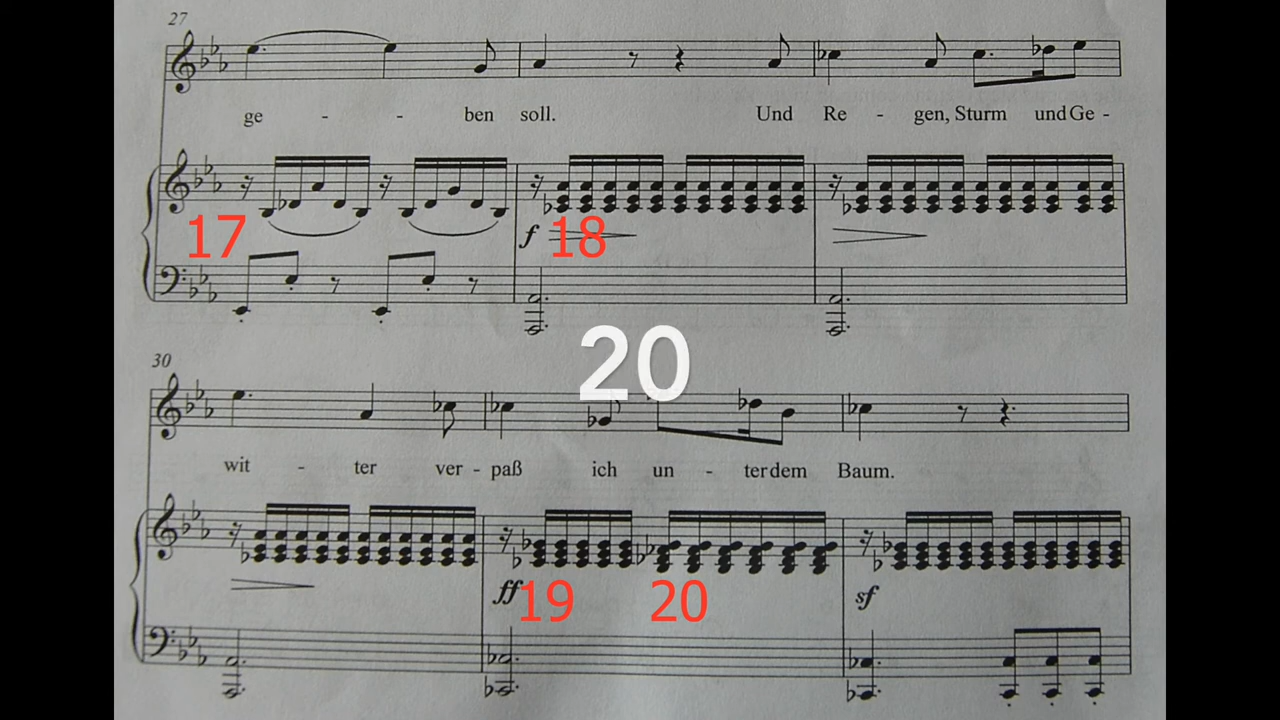 27
ge - - ben soll. Und Re - gen, Sturm und Ge -
17
f 18
20
30
wit - ter ver - paß ich un - ter dem Baum.
ff 19 20 sf